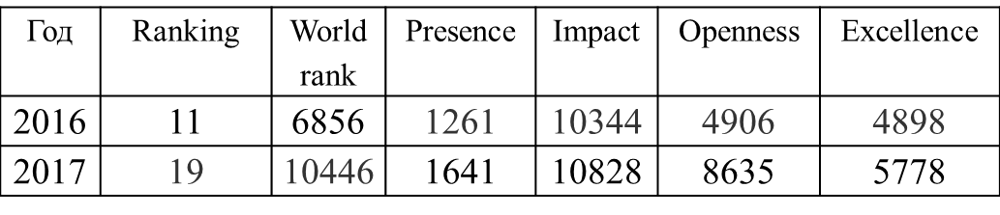 Год Ranking World rank Presence Impact Openness Excellence
2016 11 6856 1261 10344 4906 4898
2017 19 10446 1641 10828 8635 5778